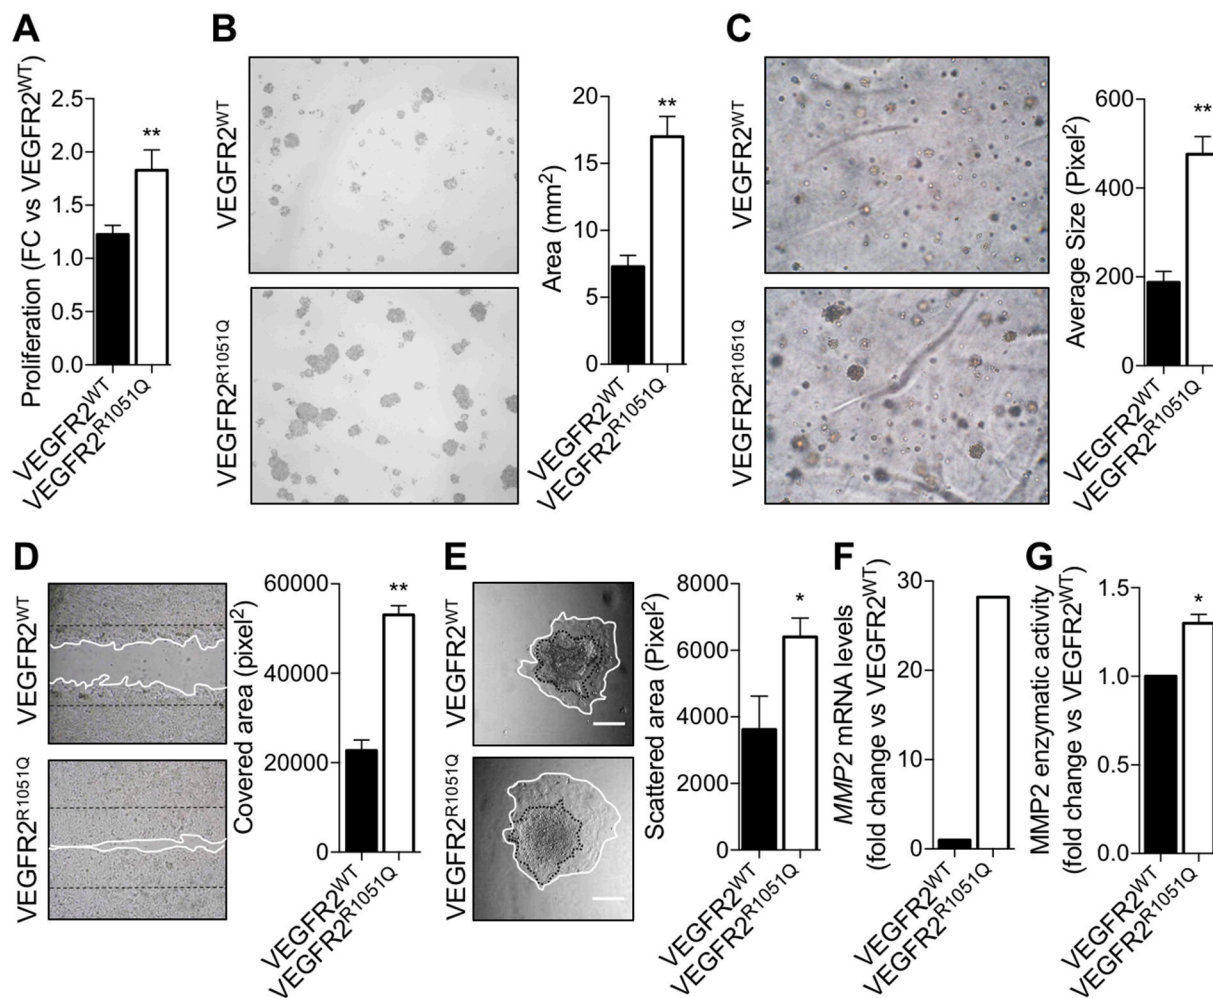 A
Proliferation (FC vs VEGFR2WT)
2.5
2.0
1.5
1.0
0.5
0.0
**
VEGFR2WT
VEGFR2R1051Q
B
VEGFR2WT
VEGFR2R1051Q
Area (mm2)
20
15
10
5
0
**
VEGFR2WT
VEGFR2R1051Q
C
VEGFR2WT
VEGFR2R1051Q
Average Size (Pixel2)
600
400
200
0
**
VEGFR2WT
VEGFR2R1051Q
D
VEGFR2WT
VEGFR2R1051Q
Covered area (pixel2)
60000
40000
20000
0
**
VEGFR2WT
VEGFR2R1051Q
E
VEGFR2WT
VEGFR2R1051Q
Scattered area (Pixel2)
8000
6000
4000
2000
0
*
VEGFR2WT
VEGFR2R1051Q
F
MMP2 mRNA levels
(fold change vs VEGFR2WT)
30
20
10
0
VEGFR2WT
VEGFR2R1051Q
G
MMP2 enzymatic activity
(fold change vs VEGFR2WT)
1.5
1.0
0.5
0.0
*
VEGFR2WT
VEGFR2R1051Q